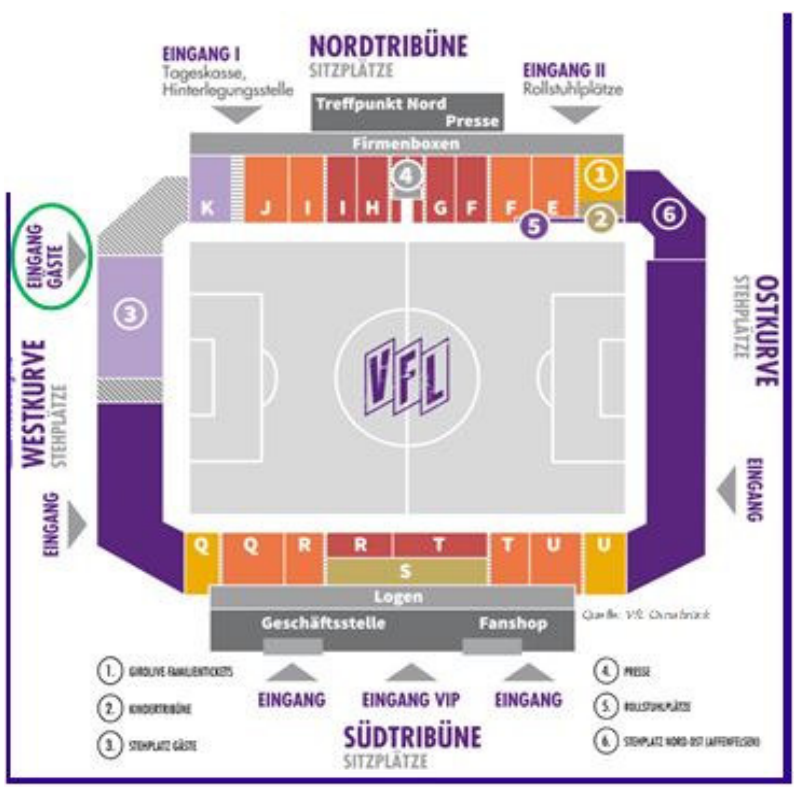 EINGANG I
Tageskasse,
Hinterlegungsstelle
NORDTRIBÜNE
SITZPLÄTZE
EINGANG II
Rollstuhlplätze
Treffpunkt Nord
Presse
Firmenboxen
K J I I H 4 G F F E 1
5 2 6
EINGANG
GÄSTE
3
WESTKURVE
STEHPLÄTZE
EINGANG
VFL
OSTKURVE
STEHPLÄTZE
EINGANG
Q Q R R T T U U
S
Logen
Geschäftsstelle Fanshop
Quelle: VfL Osnabrück
EINGANG EINGANG VIP EINGANG
SÜDTRIBÜNE
SITZPLÄTZE
1. GIROLIVE FAMILIENTICKETS
2. KINDERTRIBÜNE
3. STEHPLATZ GÄSTE
4. PRESSE
5. ROLLSTUHLPLÄTZE
6. STEHPLATZ NORD-OST (AFFENFELSEN)